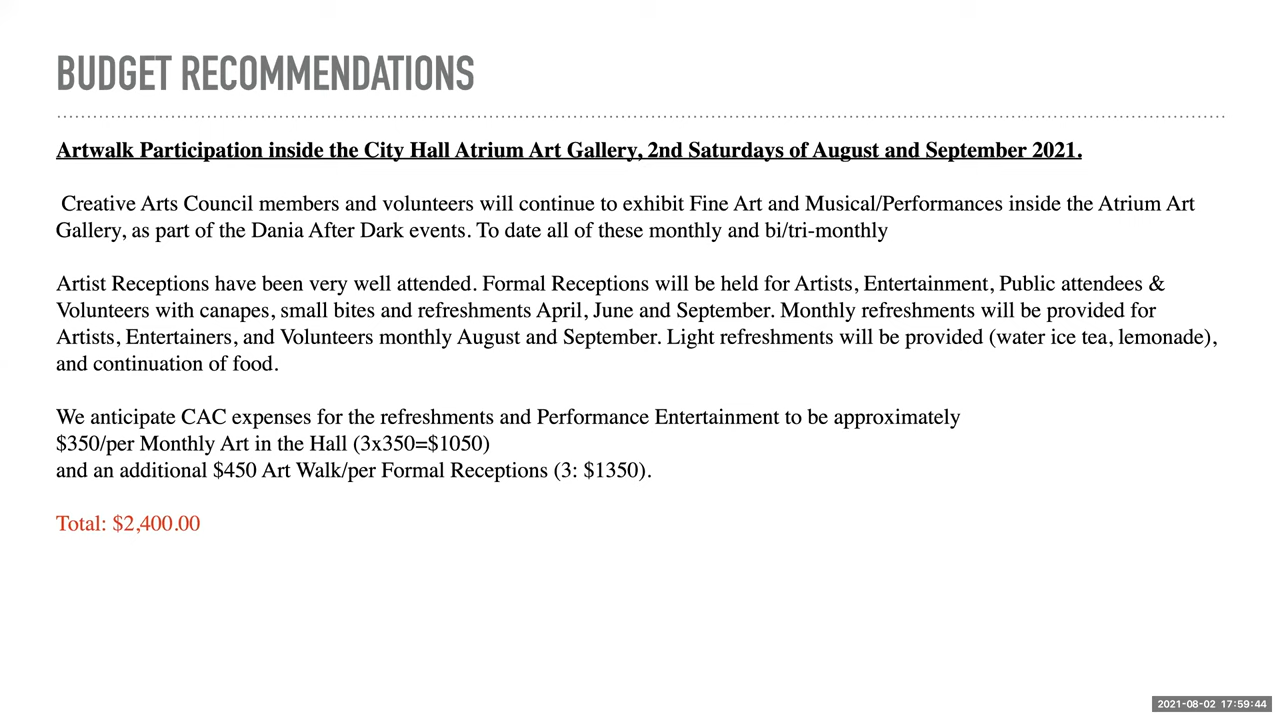 BUDGET RECOMMENDATIONS
Artwalk Participation inside the City Hall Atrium Art Gallery, 2nd Saturdays of August and September 2021.
Creative Arts Council members and volunteers will continue to exhibit Fine Art and Musical/Performances inside the Atrium Art
Gallery, as part of the Dania After Dark events. To date all of these monthly and bi/tri-monthly
Artist Receptions have been very well attended. Formal Receptions will be held for Artists, Entertainment, Public attendees &
Volunteers with canapes, small bites and refreshments April, June and September. Monthly refreshments will be provided for
Artists, Entertainers, and Volunteers monthly August and September. Light refreshments will be provided (water ice tea, lemonade),
and continuation of food.
We anticipate CAC expenses for the refreshments and Performance Entertainment to be approximately
$350/per Monthly Art in the Hall (3x350=$1050)
and an additional $450 Art Walk/per Formal Receptions (3: $1350).
Total: $2,400.00
2021-08-02 17:59:44